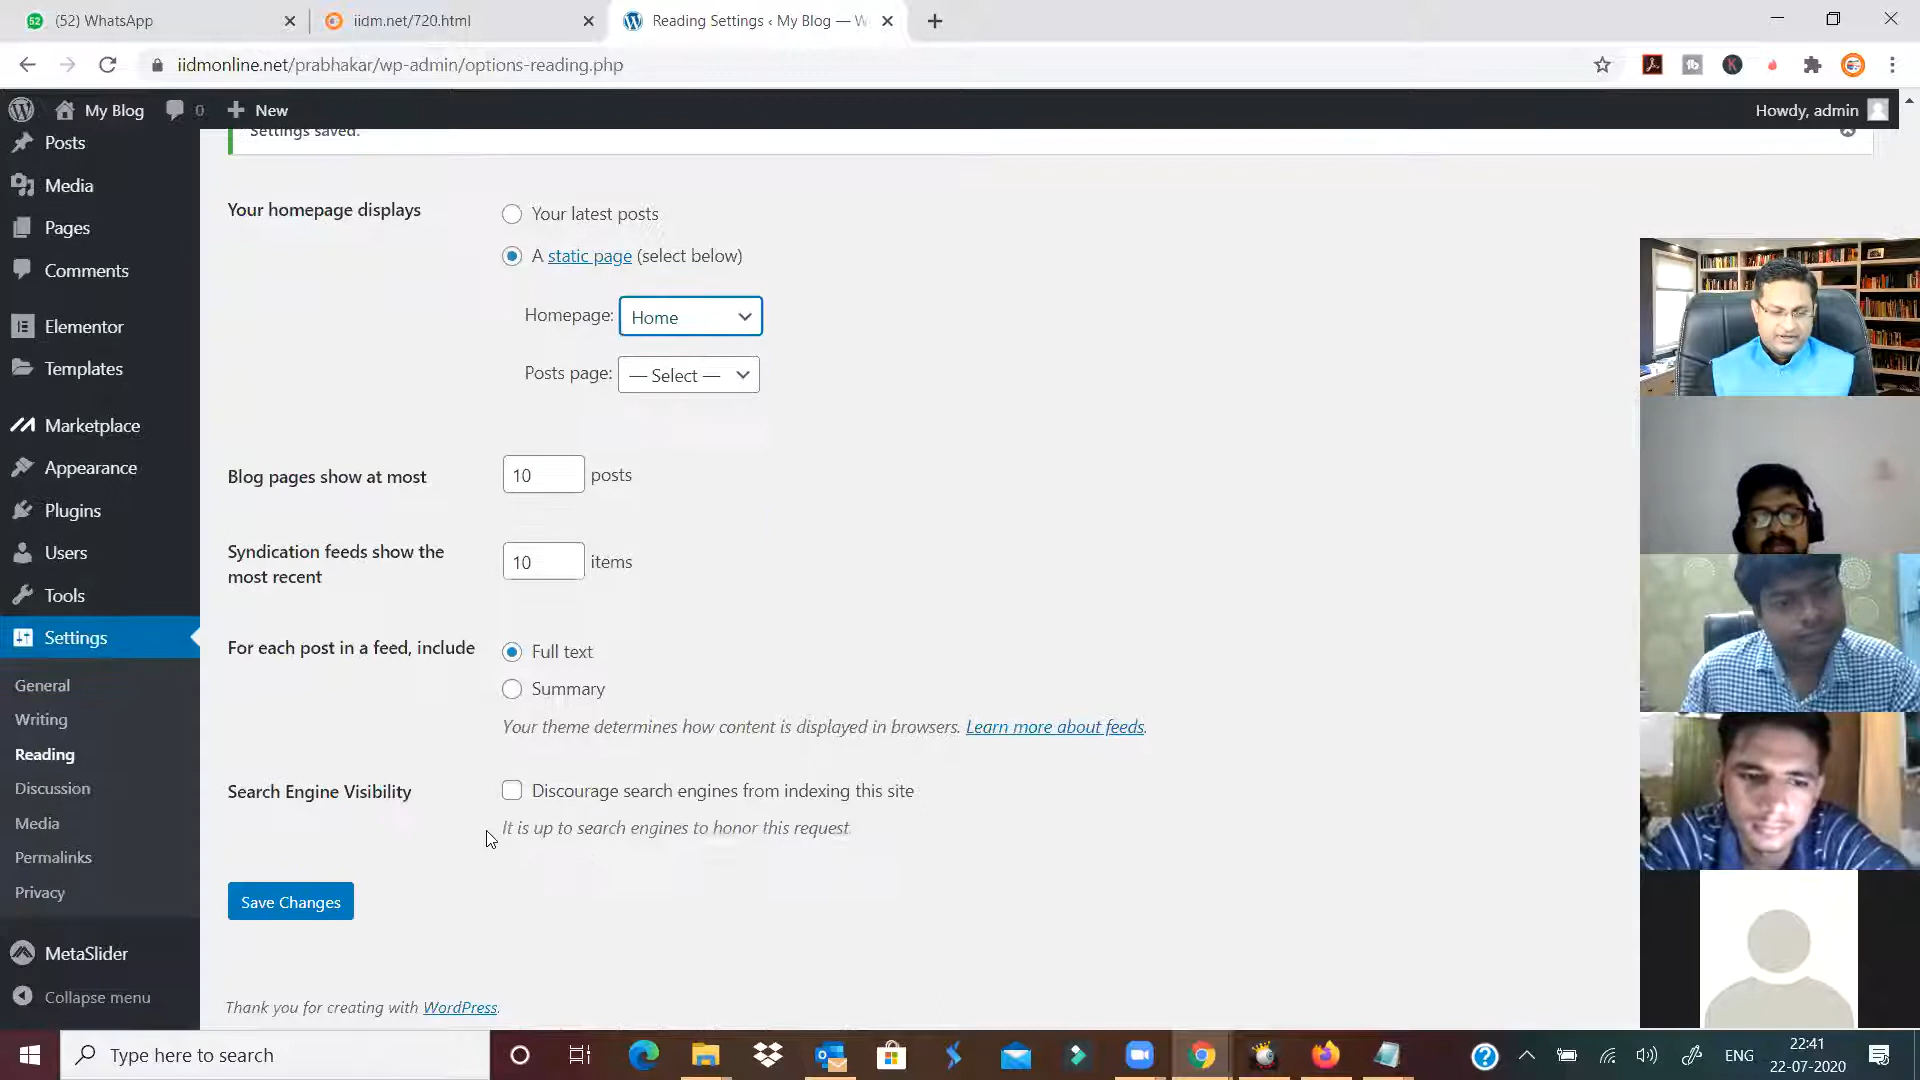 (52) WhatsApp
iidm.net/720.html
Reading Settings ‹ My Blog — W
iidmonline.net/prabhakar/wp-admin/options-reading.php
My Blog
0
New
Howdy, admin
Posts
Media
Pages
Comments
Elementor
Templates
Marketplace
Appearance
Plugins
Users
Tools
Settings
General
Writing
Reading
Discussion
Media
Permalinks
Privacy
MetaSlider
Collapse menu
Settings saved.
Your homepage displays
Your latest posts
A static page (select below)
Homepage: Home
Posts page: — Select —
Blog pages show at most 10 posts
Syndication feeds show the
most recent
10 items
For each post in a feed, include
Full text
Summary
Your theme determines how content is displayed in browsers. Learn more about feeds.
Search Engine Visibility
Discourage search engines from indexing this site
It is up to search engines to honor this request.
Save Changes
Thank you for creating with WordPress.
Type here to search
ENG
22:41
22-07-2020